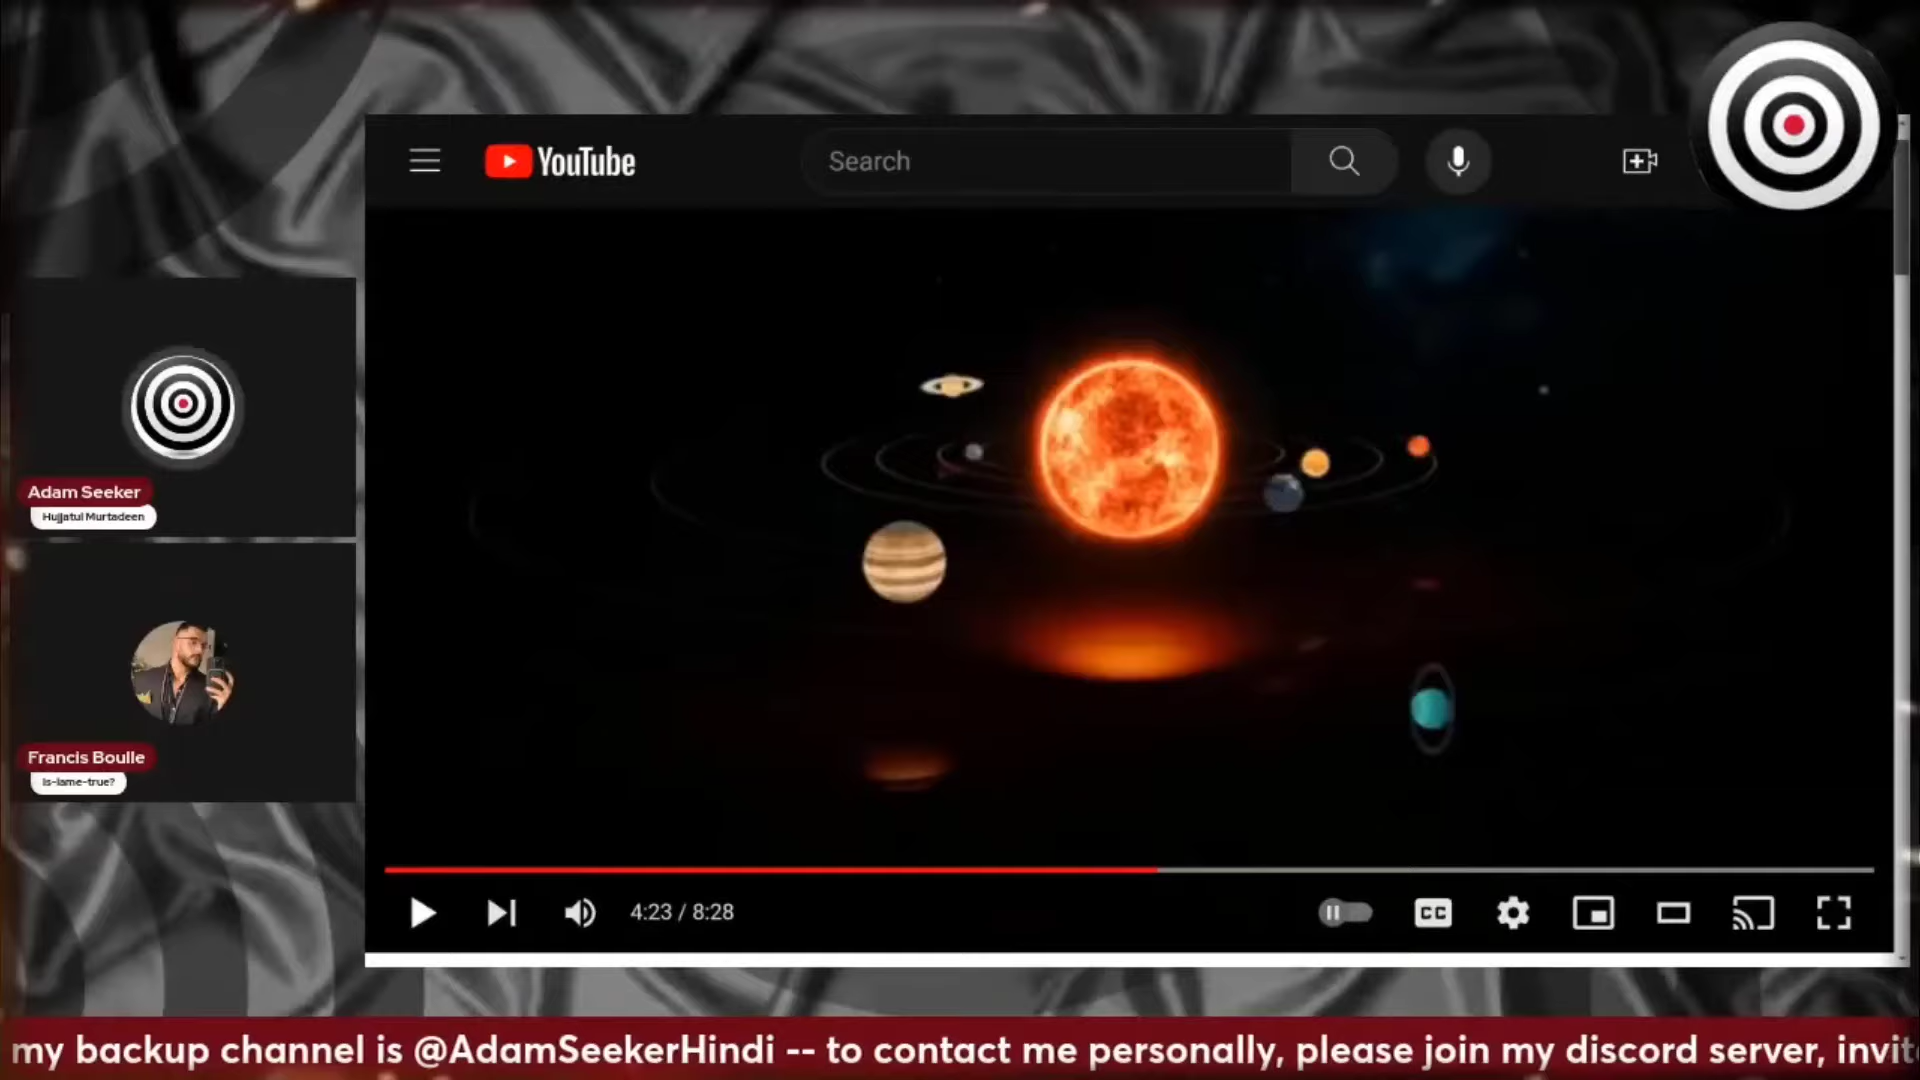 YouTube
Search
Adam Seeker
Hujjatul Murtadeen
Francis Boulle
Is-lame-true?
4:23 / 8:28
CC
my backup channel is @AdamSeekerHindi -- to contact me personally, please join my discord server, invit